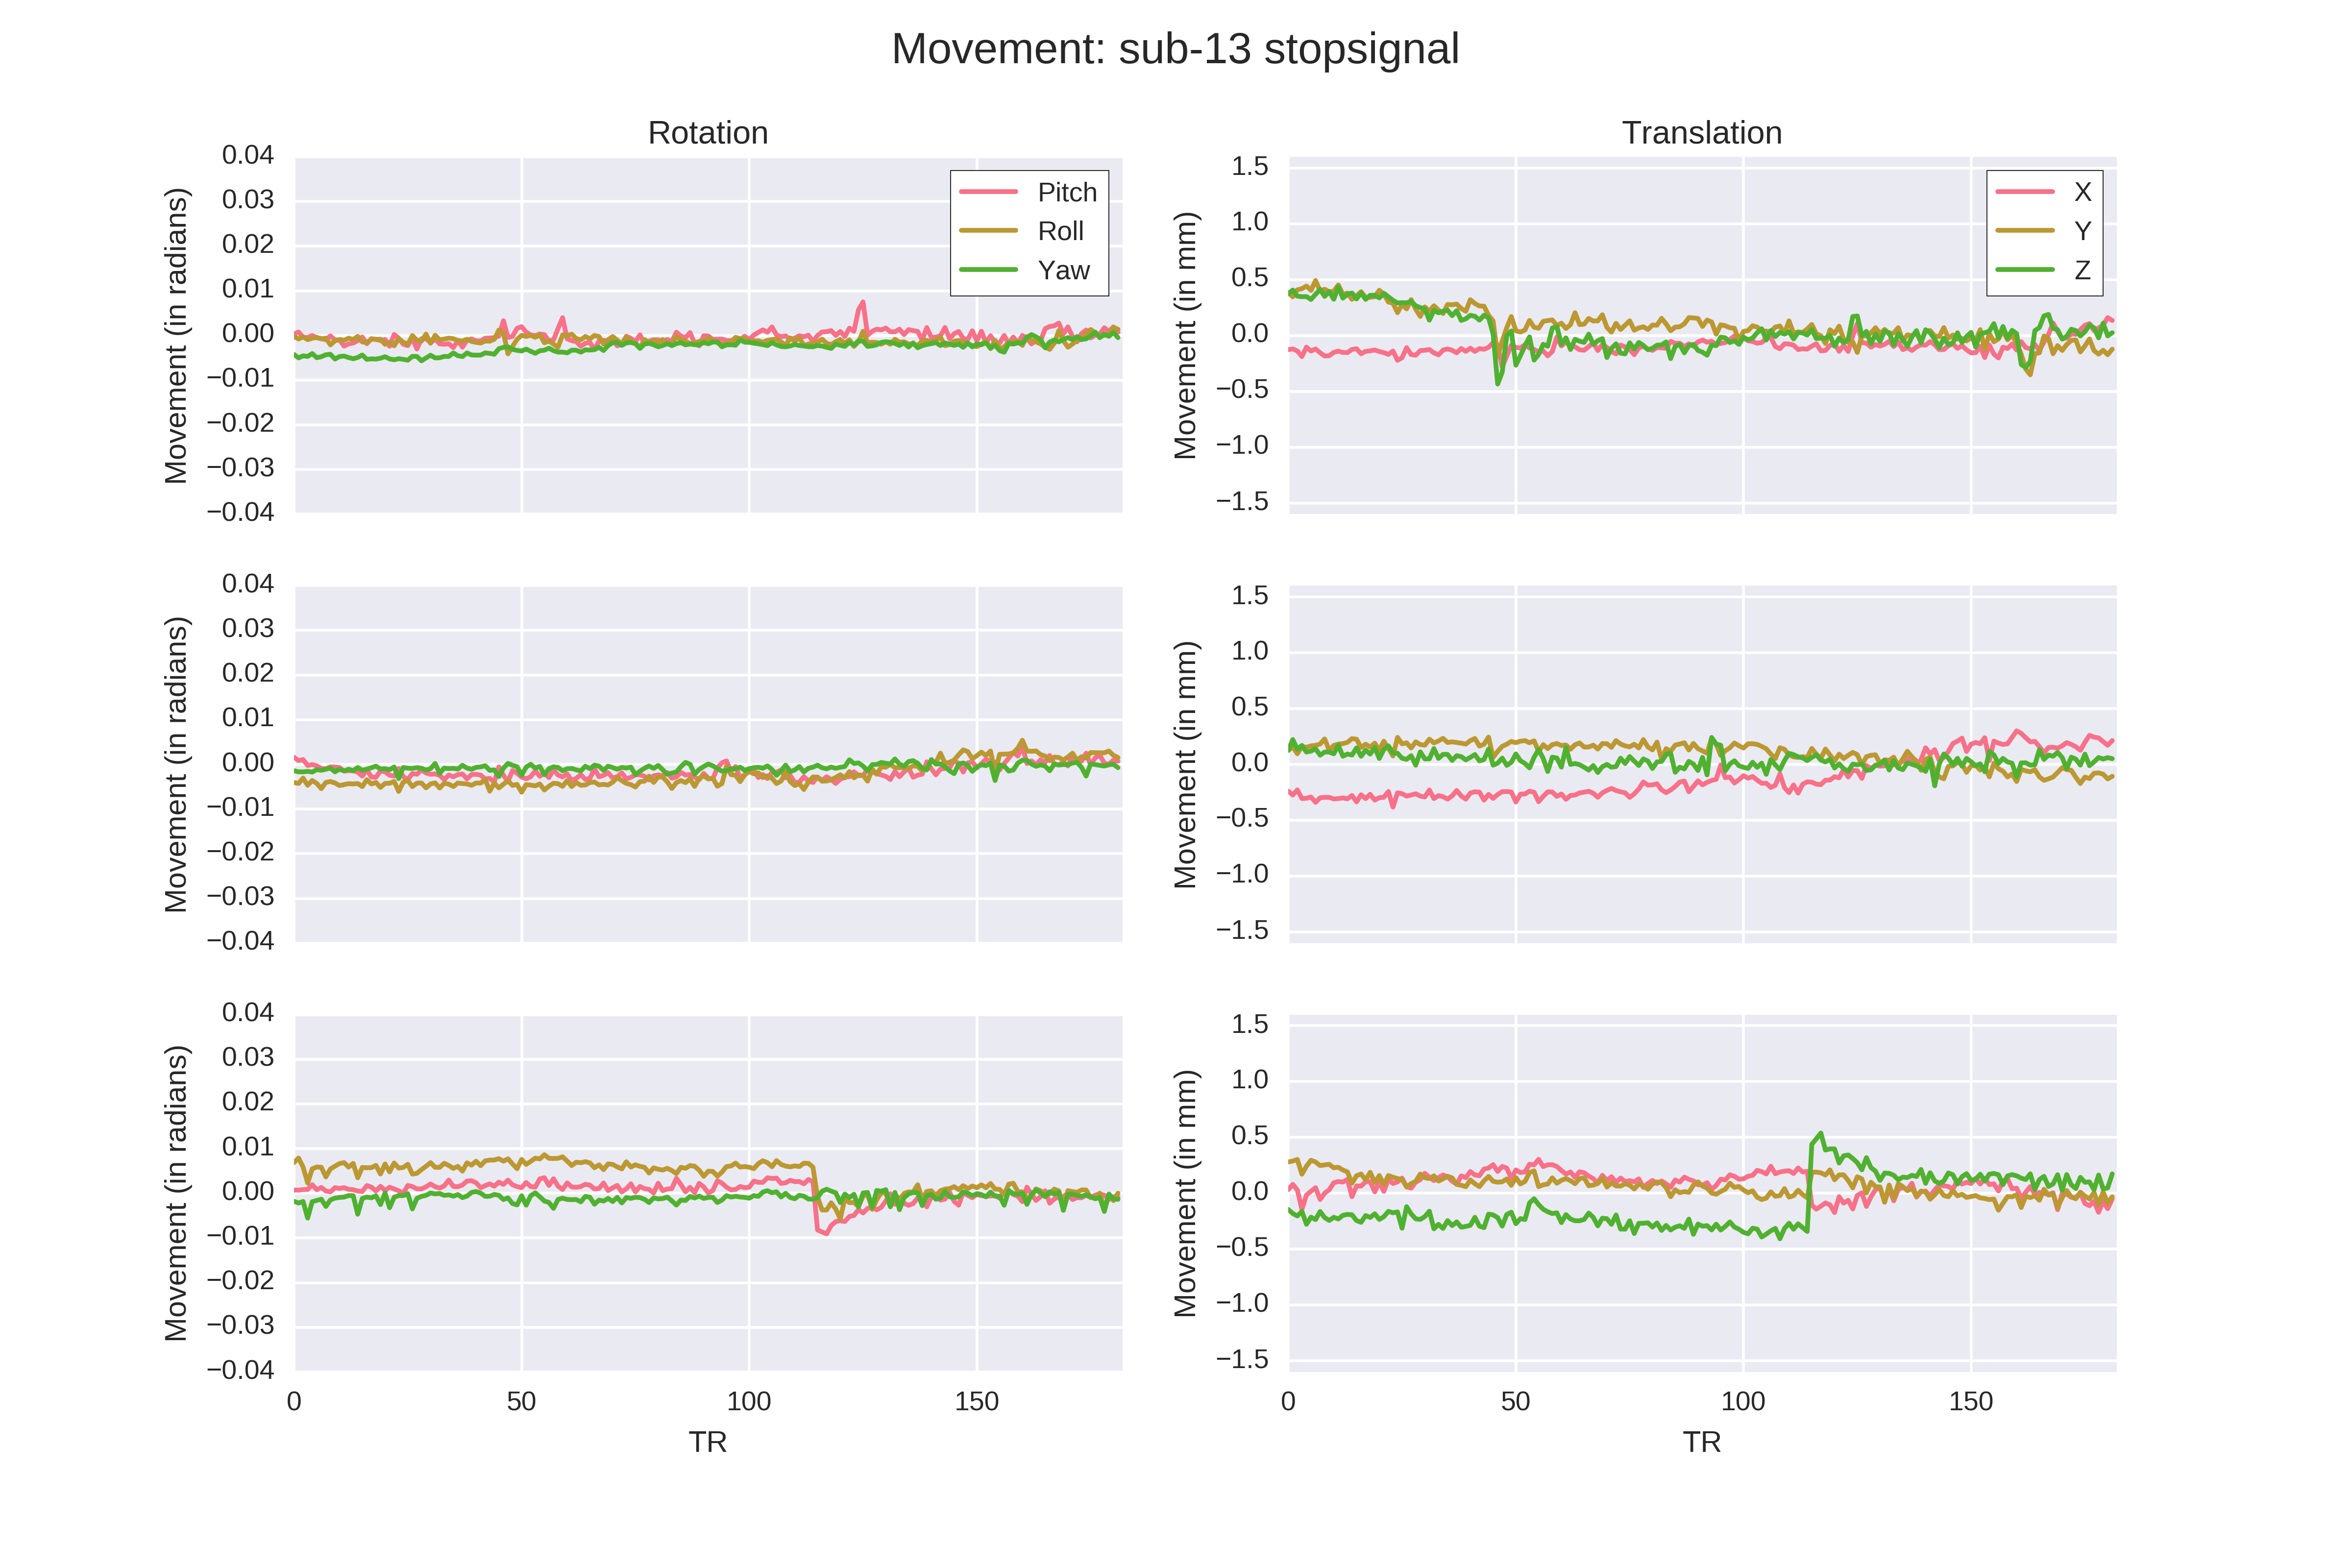 Movement: sub-13 stopsignal
Rotation
Translation
Movement (in radians)
0.04
0.03
0.02
0.01
0.00
−0.01
−0.02
−0.03
−0.04
Pitch
Roll
Yaw
Movement (in mm)
1.5
1.0
0.5
0.0
−0.5
−1.0
−1.5
X
Y
Z
Movement (in radians)
0.04
0.03
0.02
0.01
0.00
−0.01
−0.02
−0.03
−0.04
Movement (in mm)
1.5
1.0
0.5
0.0
−0.5
−1.0
−1.5
Movement (in radians)
0.04
0.03
0.02
0.01
0.00
−0.01
−0.02
−0.03
−0.04
0 50 100 150
TR
Movement (in mm)
1.5
1.0
0.5
0.0
−0.5
−1.0
−1.5
0 50 100 150
TR